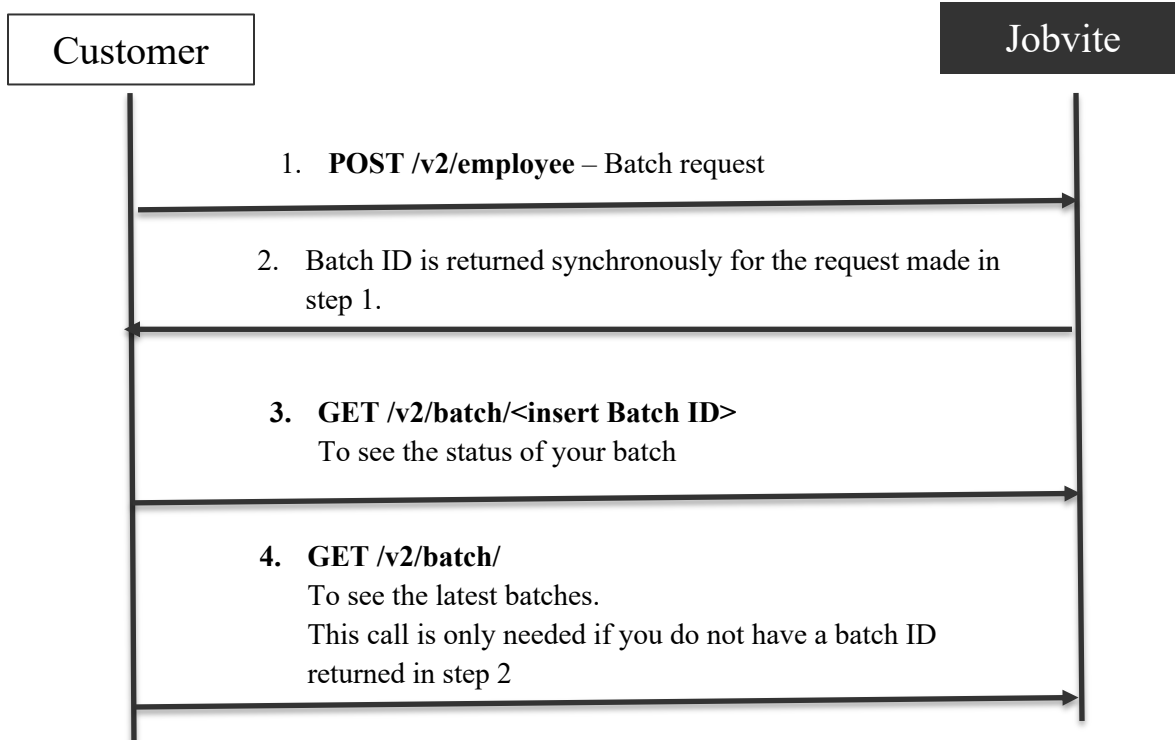 Customer
Jobvite
1. POST /v2/employee – Batch request
2. Batch ID is returned synchronously for the request made in
step 1.
3. GET /v2/batch/<insert Batch ID>
To see the status of your batch
4. GET /v2/batch/
To see the latest batches.
This call is only needed if you do not have a batch ID
returned in step 2